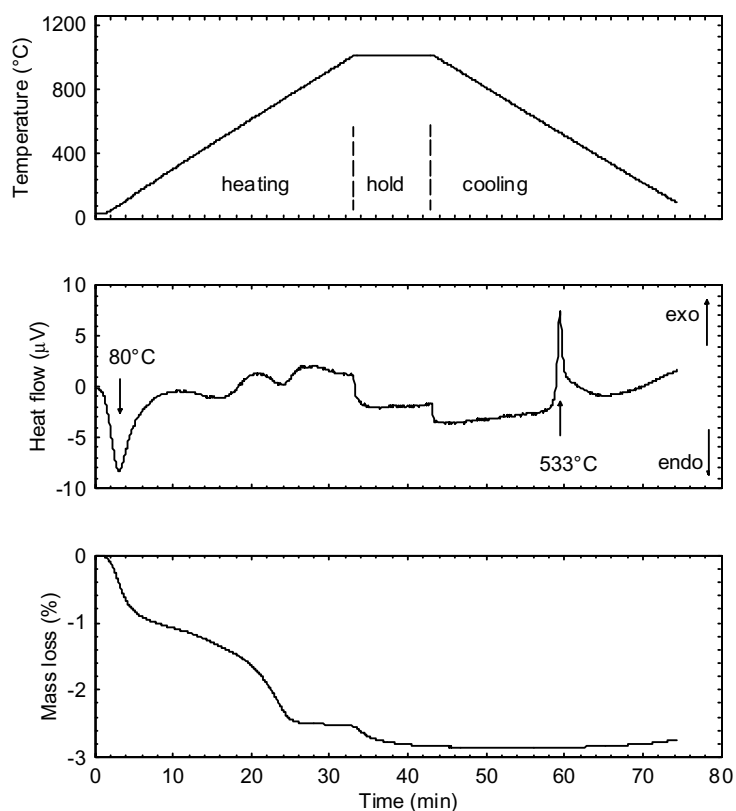 1200
800
400
0
Temperature (°C)
heating hold cooling
10
5
0
-5
-10
Heat flow (μV)
80°C
exo
533°C
endo
0
-1
-2
-3
Mass loss (%)
0 10 20 30 40 50 60 70 80
Time (min)